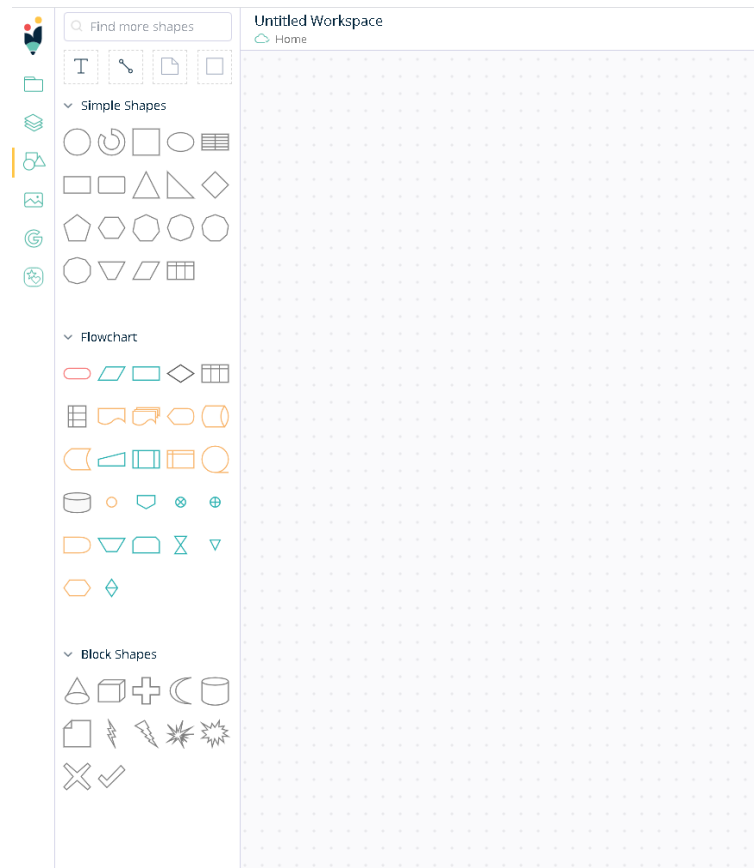 Find more shapes
Untitled Workspace
Home
T
Simple Shapes
Flowchart
Block Shapes